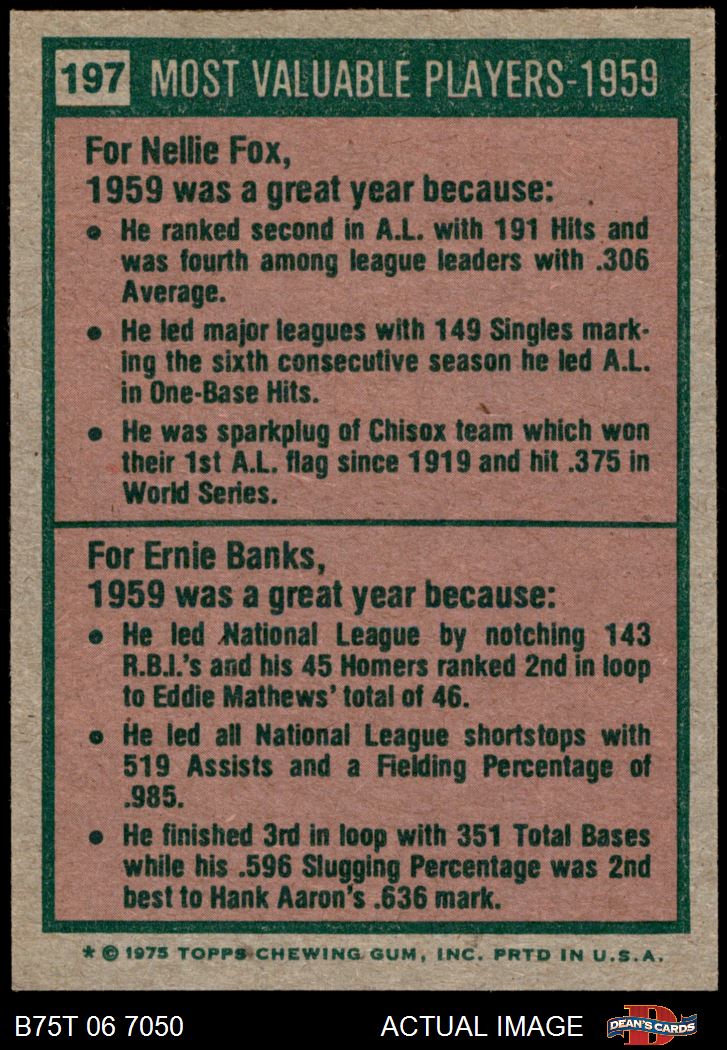 197 MOST VALUABLE PLAYERS-1959
For Nellie Fox,
1959 was a great year because:
• He ranked second in A.L. with 191 Hits and
was fourth among league leaders with .306
Average.
• He led major leagues with 149 Singles mark-
ing the sixth consecutive season he led A.L.
in One-Base Hits.
• He was sparkplug of Chisox team which won
their 1st A.L. flag since 1919 and hit .375 in
World Series.
For Ernie Banks,
1959 was a great year because:
• He led National League by notching 143
R.B.I.'s and his 45 Homers ranked 2nd in loop
to Eddie Mathews' total of 46.
• He led all National League shortstops with
519 Assists and a Fielding Percentage of
.985.
• He finished 3rd in loop with 351 Total Bases
while his .596 Slugging Percentage was 2nd
best to Hank Aaron's .636 mark.
* © 1975 TOPPS CHEWING GUM, INC. PRTD IN U.S.A.
B75T 06 7050 ACTUAL IMAGE D DEAN'S CARDS